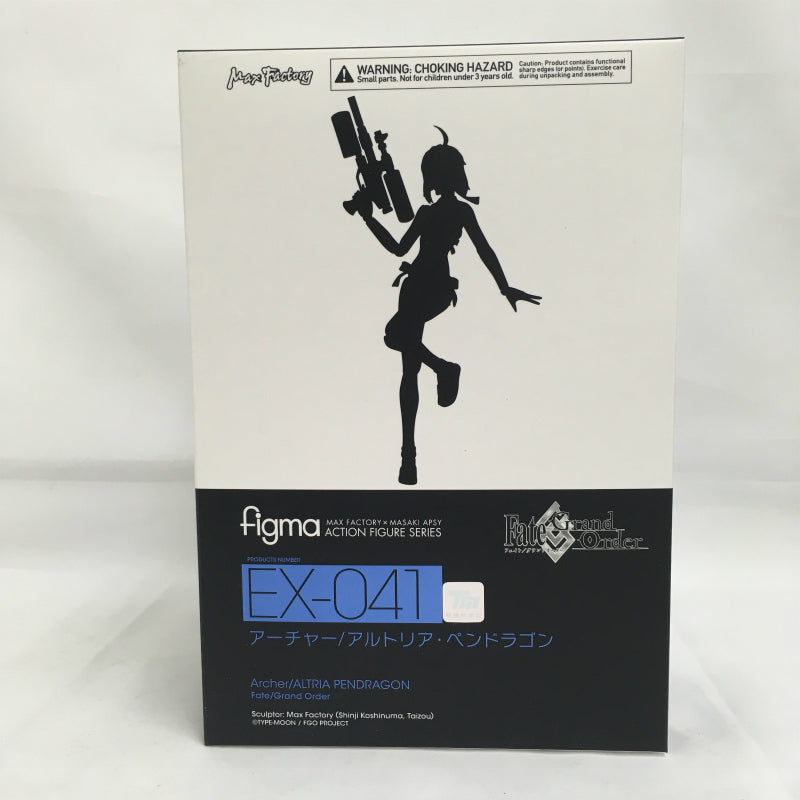 Max Factory
WARNING: CHOKING HAZARD
Small parts. Not for children under 3 years old.
Caution: Product contains functional
sharp edges (or points). Exercise care
during unpacking and assembly.
figma
MAX FACTORY × MASAKI APSY
ACTION FIGURE SERIES
Fate/Grand Order
PRODUCTS NUMBER
EX-041
アーチャー/アルトリア・ペンドラゴン
Archer/ALTRIA PENDRAGON
Fate/Grand Order
Sculptor: Max Factory (Shinji Koshinuma, Taizou)
©TYPE-MOON / FGO PROJECT